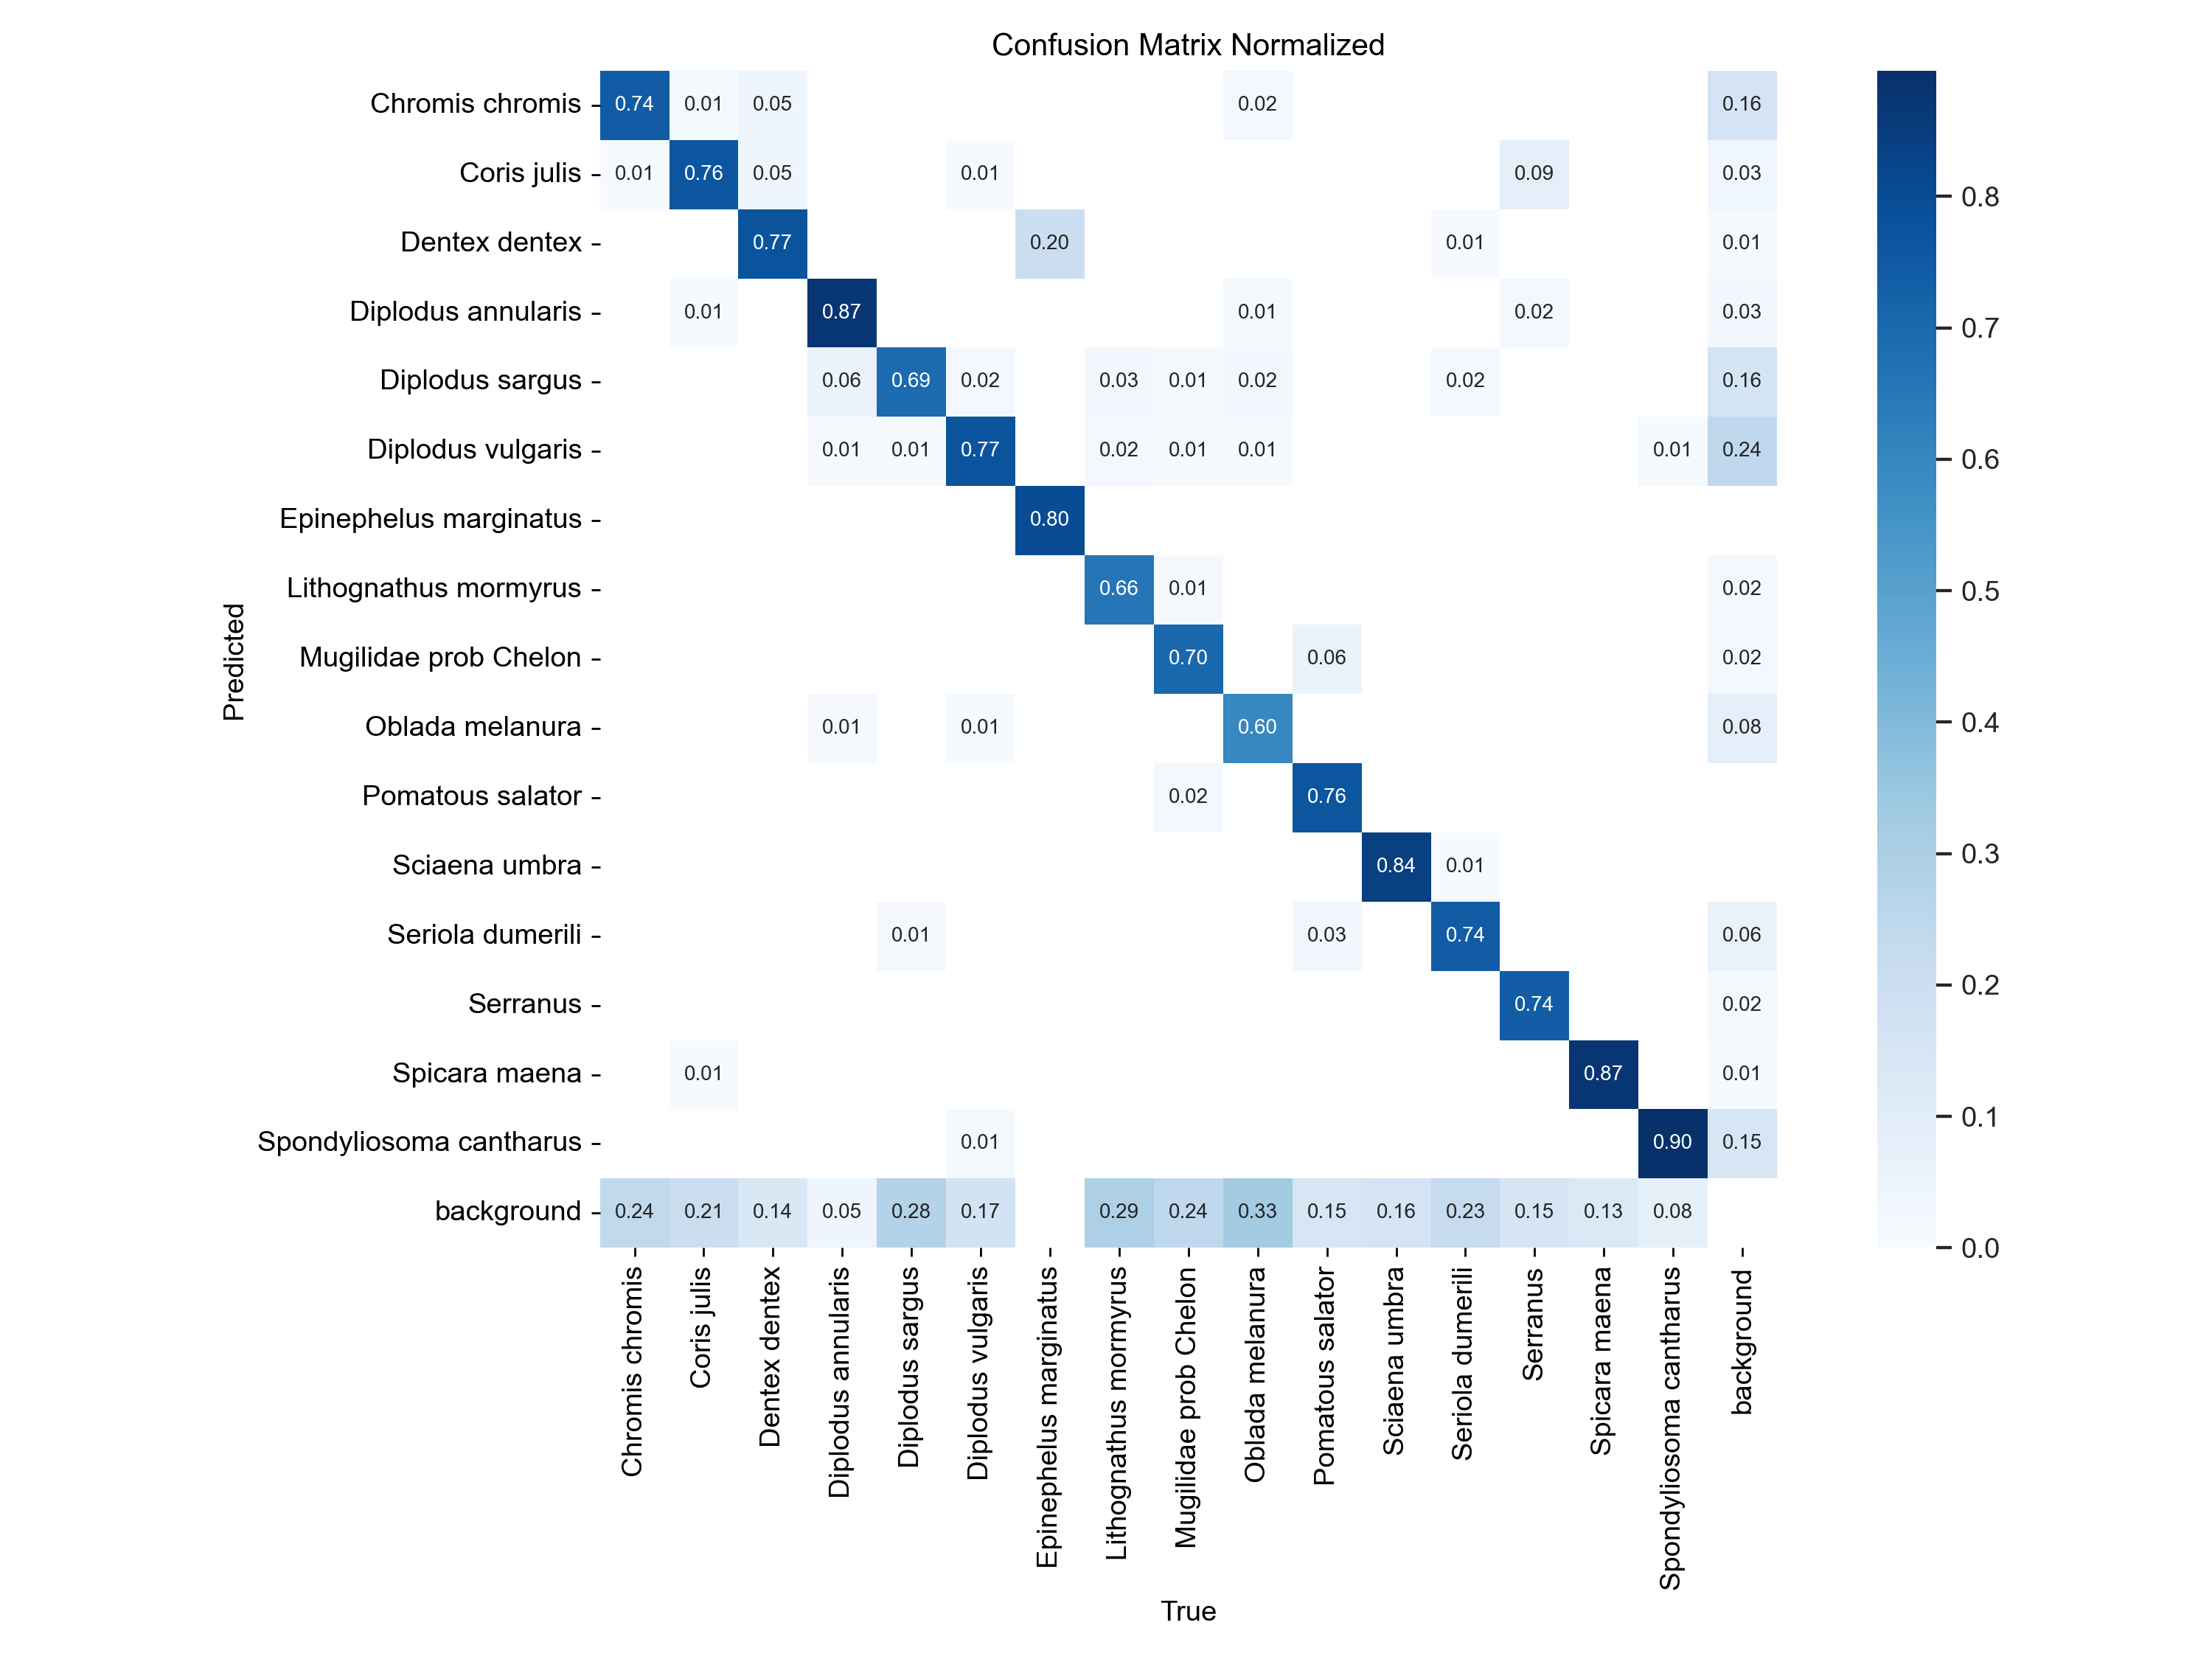 Confusion Matrix Normalized
Chromis chromis 0.74 0.01 0.05 0.02 0.16
Coris julis 0.01 0.76 0.05 0.01 0.09 0.03
Dentex dentex 0.77 0.20 0.01 0.01
Diplodus annularis 0.01 0.87 0.01 0.02 0.03
Diplodus sargus 0.06 0.69 0.02 0.03 0.01 0.02 0.02 0.16
Diplodus vulgaris 0.01 0.01 0.77 0.02 0.01 0.01 0.01 0.24
Epinephelus marginatus 0.80
Lithognathus mormyrus 0.66 0.01 0.02
Mugilidae prob Chelon 0.70 0.06 0.02
Oblada melanura 0.01 0.01 0.60 0.08
Pomatous salator 0.02 0.76
Sciaena umbra 0.84 0.01
Seriola dumerili 0.01 0.03 0.74 0.06
Serranus 0.74 0.02
Spicara maena 0.01 0.87 0.01
Spondyliosoma cantharus 0.01 0.90 0.15
background 0.24 0.21 0.14 0.05 0.28 0.17 0.29 0.24 0.33 0.15 0.16 0.23 0.15 0.13 0.08
Predicted
Chromis chromis
Coris julis
Dentex dentex
Diplodus annularis
Diplodus sargus
Diplodus vulgaris
Epinephelus marginatus
Lithognathus mormyrus
Mugilidae prob Chelon
Oblada melanura
Pomatous salator
Sciaena umbra
Seriola dumerili
Serranus
Spicara maena
Spondyliosoma cantharus
background
True
0.8
0.7
0.6
0.5
0.4
0.3
0.2
0.1
0.0